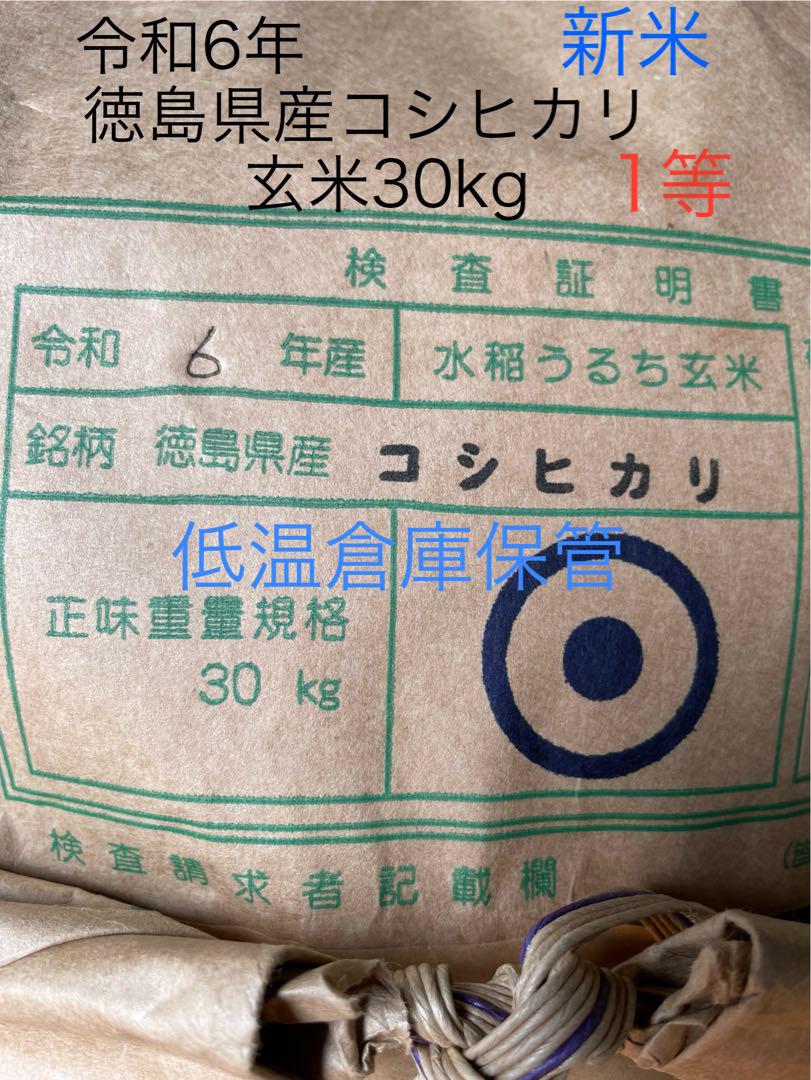 令和6年 新米
徳島県産コシヒカリ
玄米30kg 1等
検査証明書
令和 6 年産 水稲うるち玄米
銘柄 徳島県産 コシヒカリ
低温倉庫保管
正味重量規格
30 kg
検査請求者記載欄